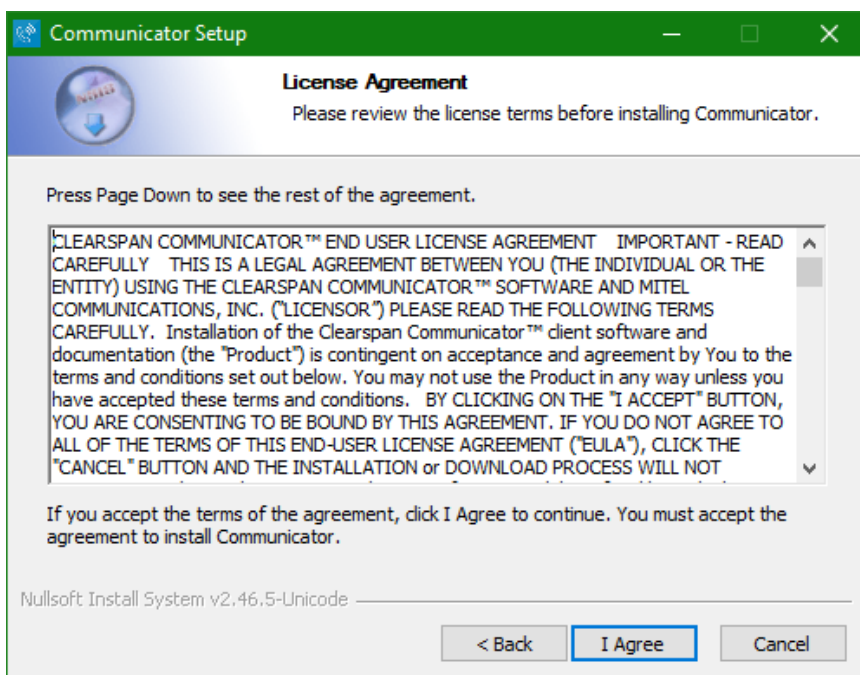 Communicator Setup
License Agreement
Please review the license terms before installing Communicator.
Press Page Down to see the rest of the agreement.
CLEARSPAN COMMUNICATOR™ END USER LICENSE AGREEMENT    IMPORTANT - READ
CAREFULLY    THIS IS A LEGAL AGREEMENT BETWEEN YOU (THE INDIVIDUAL OR THE
ENTITY) USING THE CLEARSPAN COMMUNICATOR™ SOFTWARE AND MITEL
COMMUNICATIONS, INC. ("LICENSOR") PLEASE READ THE FOLLOWING TERMS
CAREFULLY.  Installation of the Clearspan Communicator™ client software and
documentation (the "Product") is contingent on acceptance and agreement by You to the
terms and conditions set out below. You may not use the Product in any way unless you
have accepted these terms and conditions.   BY CLICKING ON THE "I ACCEPT" BUTTON,
YOU ARE CONSENTING TO BE BOUND BY THIS AGREEMENT. IF YOU DO NOT AGREE TO
ALL OF THE TERMS OF THIS END-USER LICENSE AGREEMENT ("EULA"), CLICK THE
"CANCEL" BUTTON AND THE INSTALLATION or DOWNLOAD PROCESS WILL NOT
If you accept the terms of the agreement, click I Agree to continue. You must accept the
agreement to install Communicator.
Nullsoft Install System v2.46.5-Unicode
< Back
I Agree
Cancel